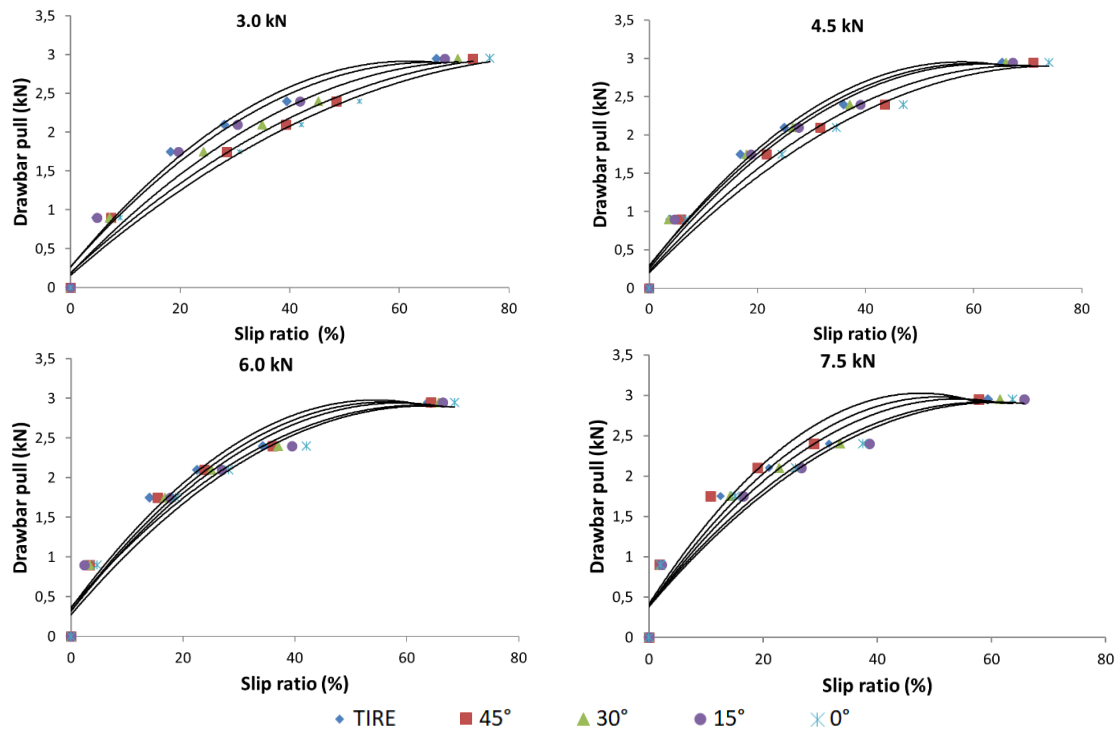 3.0 kN
3,5
3
2,5
2
1,5
1
0,5
0
0 20 40 60 80
Drawbar pull (kN)
Slip ratio (%)
4.5 kN
3,5
3
2,5
2
1,5
1
0,5
0
0 20 40 60 80
Drawbar pull (kN)
Slip ratio (%)
6.0 kN
3,5
3
2,5
2
1,5
1
0,5
0
0 20 40 60 80
Drawbar pull (kN)
Slip ratio (%)
7.5 kN
3,5
3
2,5
2
1,5
1
0,5
0
0 20 40 60 80
Drawbar pull (kN)
Slip ratio (%)
TIRE 45° 30° 15° 0°